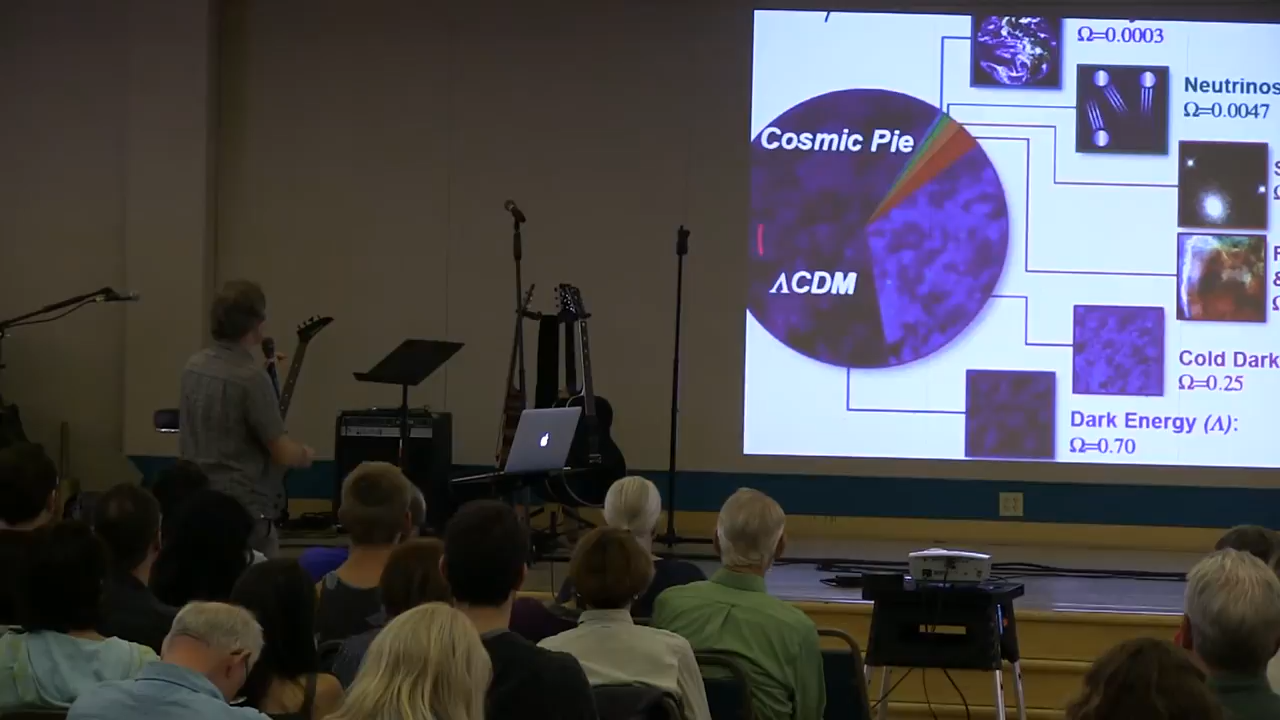 Ω=0.0003
Neutrinos
Ω=0.0047
Cosmic Pie
ΛCDM
Cold Dark
Ω=0.25
Dark Energy (Λ):
Ω=0.70